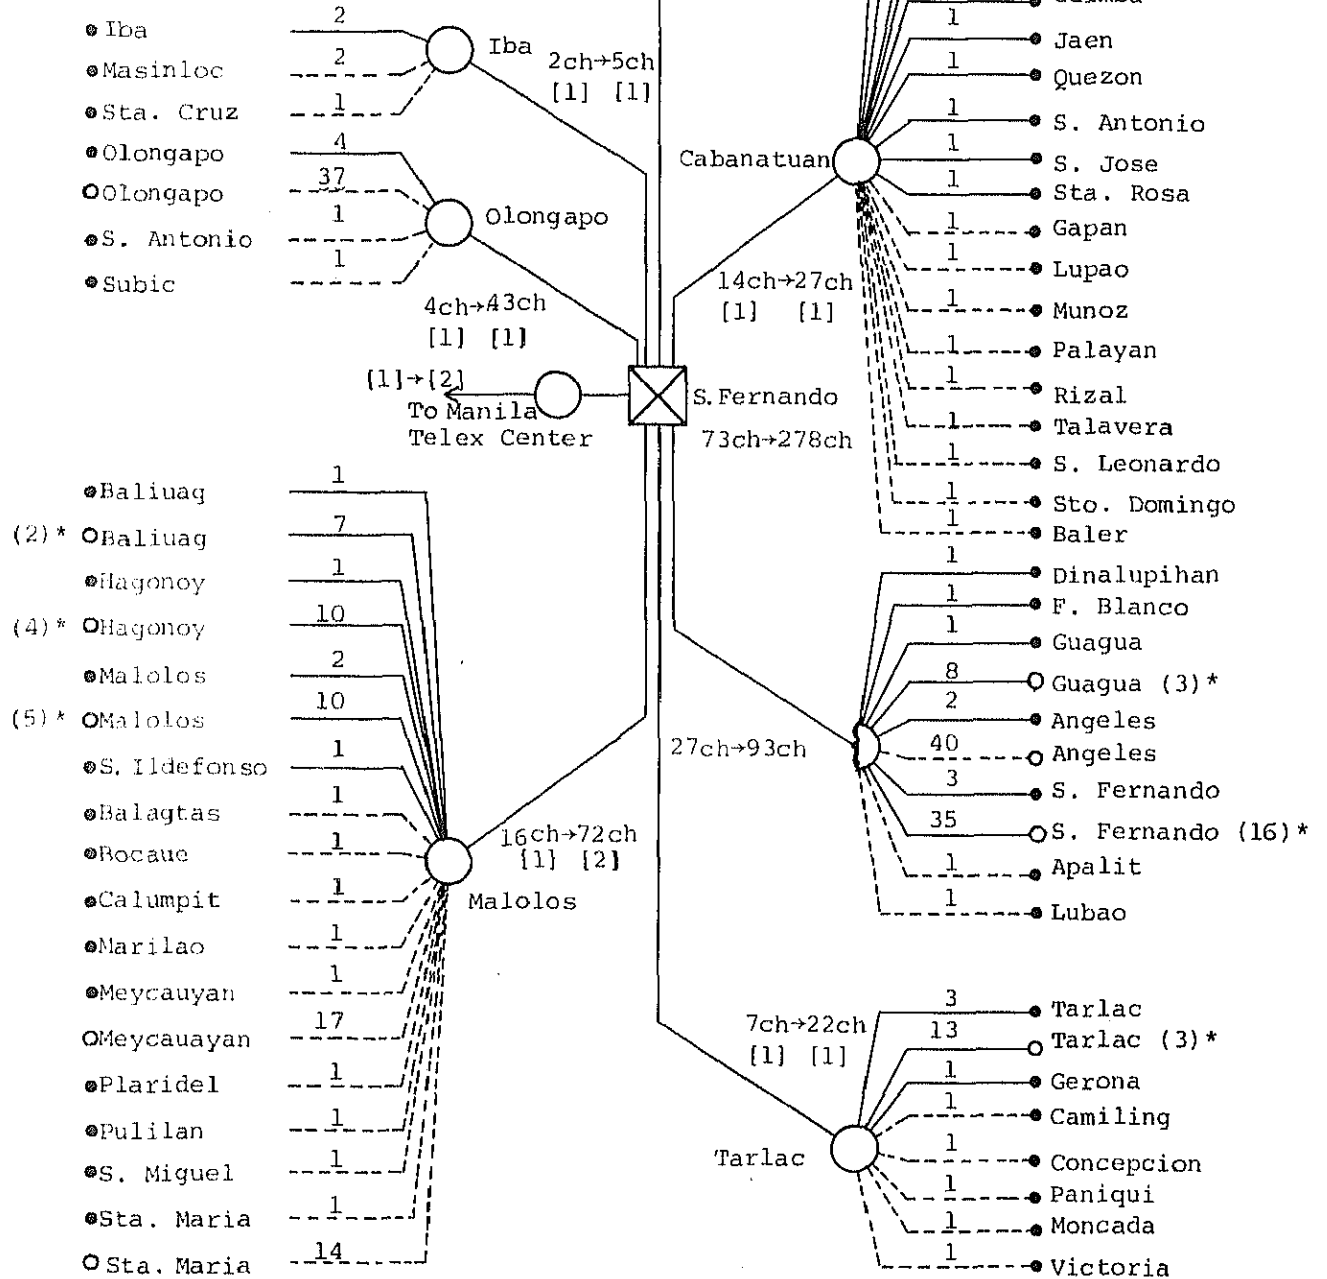 Iba 2
Masinloc 2
Sta. Cruz 1
Iba
2ch→5ch
[1] [1]
Olongapo 4
Olongapo 37
S. Antonio 1
Subic 1
Olongapo
4ch→43ch
[1] [1]
[1]→[2]
To Manila
Telex Center
S.Fernando
73ch→278ch
Baliuag 1
(2)* Baliuag 7
Hagonoy 1
(4)* Hagonoy 10
Malolos 2
(5)* Malolos 10
S. Ildefonso 1
Balagtas 1
Bocaue 1
Calumpit 1
Marilao 1
Meycauyan 1
Meycauayan 17
Plaridel 1
Pulilan 1
S. Miguel 1
Sta. Maria 1
Sta. Maria 14
16ch→72ch
[1] [2]
Malolos
1
1 Jaen
1 Quezon
1 S. Antonio
1 S. Jose
1 Sta. Rosa
Cabanatuan
14ch→27ch
[1] [1]
1 Gapan
1 Lupao
1 Munoz
1 Palayan
1 Rizal
1 Talavera
1 S. Leonardo
1 Sto. Domingo
1 Baler
1 Dinalupihan
1 F. Blanco
1 Guagua
8 Guagua (3)*
2 Angeles
40 Angeles
3 S. Fernando
35 S. Fernando (16)*
1 Apalit
1 Lubao
27ch→93ch
7ch→22ch
[1] [1]
Tarlac
3 Tarlac
13 Tarlac (3)*
1 Gerona
1 Camiling
1 Concepcion
1 Paniqui
1 Moncada
1 Victoria